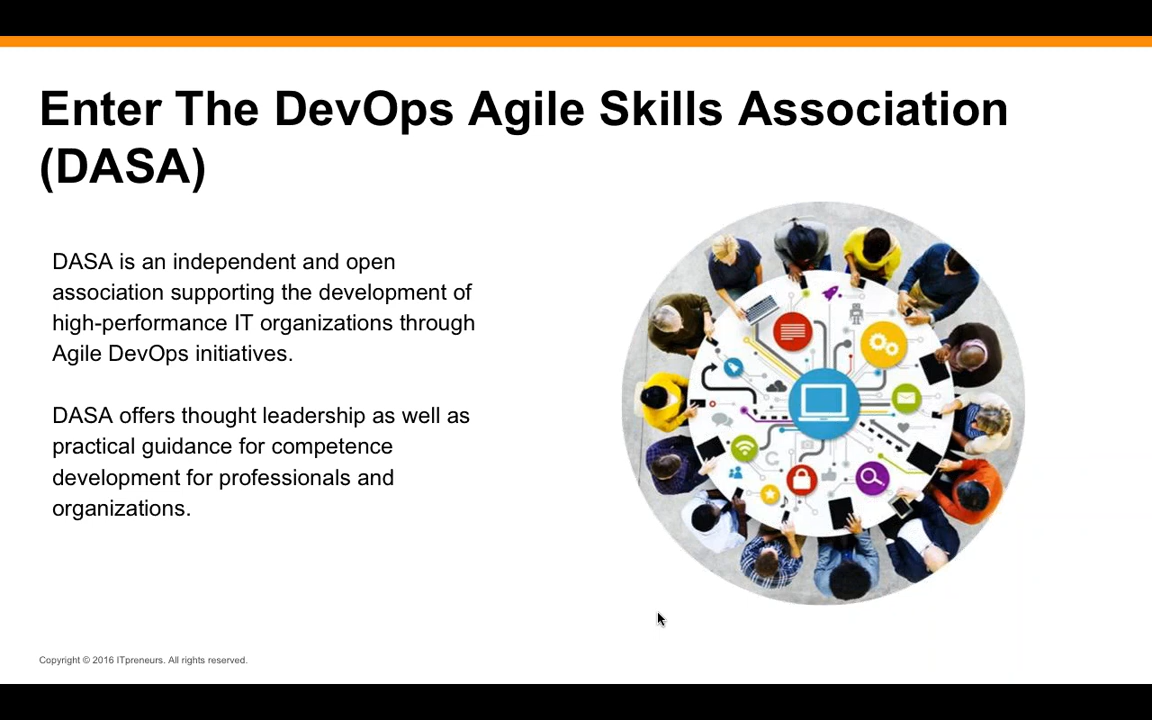 Enter The DevOps Agile Skills Association
(DASA)
DASA is an independent and open
association supporting the development of
high-performance IT organizations through
Agile DevOps initiatives.
DASA offers thought leadership as well as
practical guidance for competence
development for professionals and
organizations.
Copyright © 2016 ITpreneurs. All rights reserved.